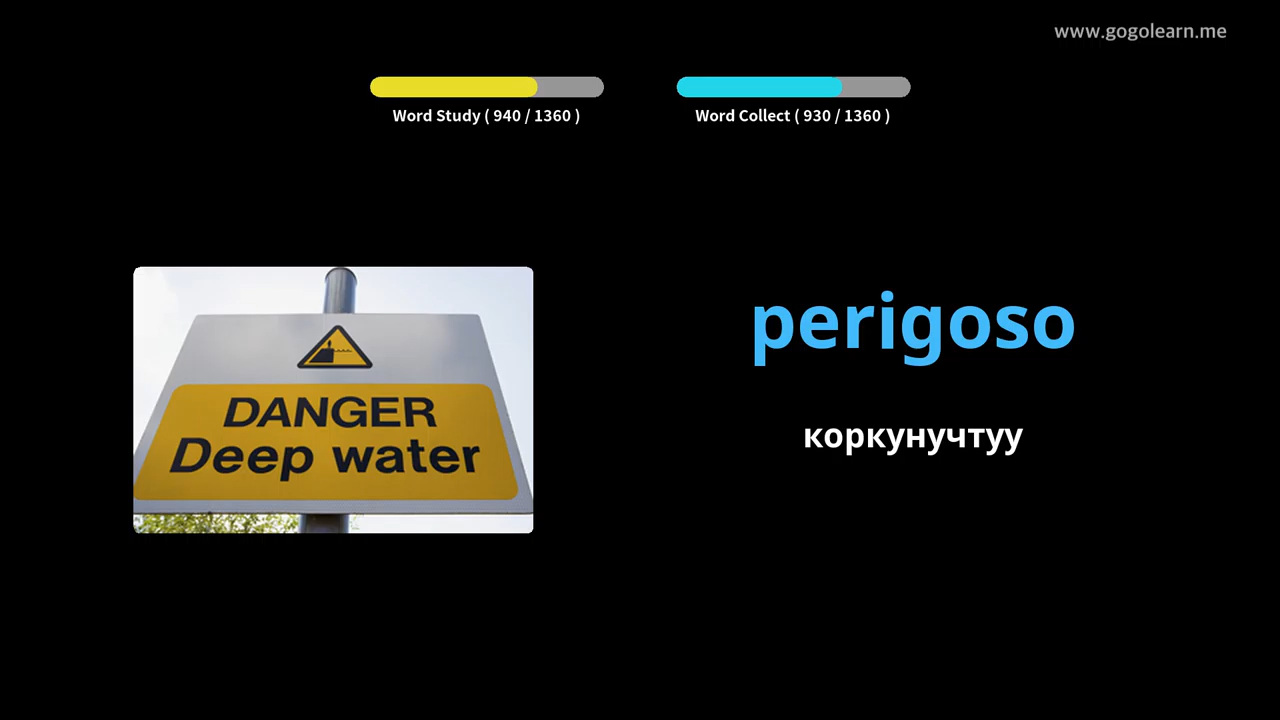 www.gogolearn.me
Word Study ( 940 / 1360 )
Word Collect ( 930 / 1360 )
DANGER
Deep water
perigoso
коркунучтуу